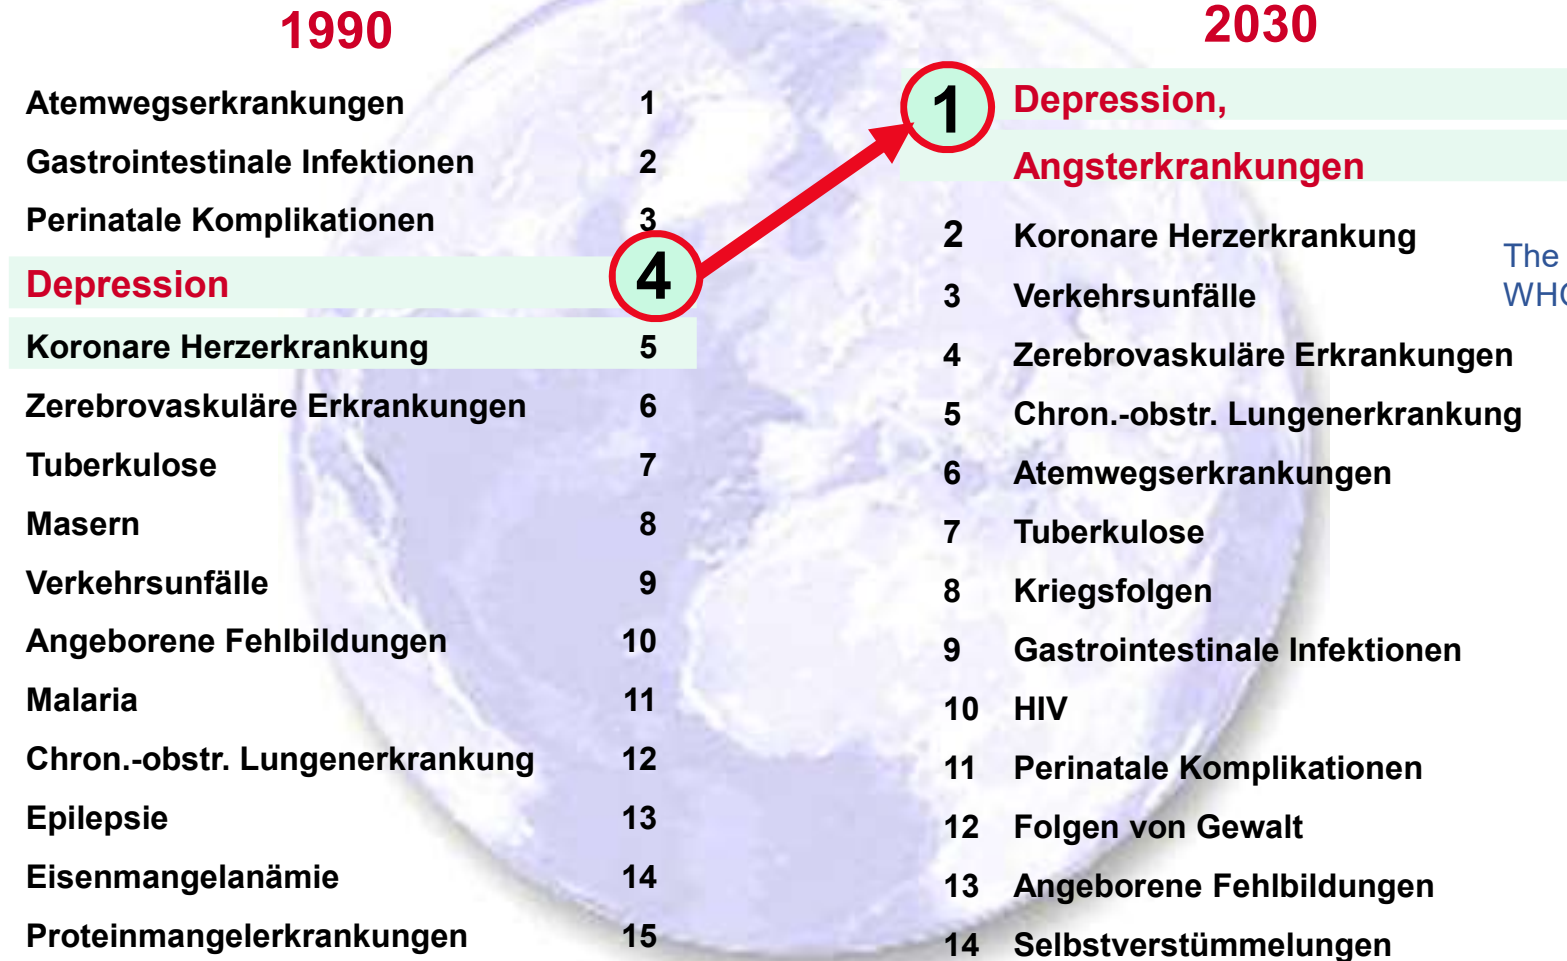 1990
Atemwegserkrankungen 1
Gastrointestinale Infektionen 2
Perinatale Komplikationen 3
Depression 4
Koronare Herzerkrankung 5
Zerebrovaskuläre Erkrankungen 6
Tuberkulose 7
Masern 8
Verkehrsunfälle 9
Angeborene Fehlbildungen 10
Malaria 11
Chron.-obstr. Lungenerkrankung 12
Epilepsie 13
Eisenmangelanämie 14
Proteinmangelerkrankungen 15
2030
1 Depression,
Angsterkrankungen
2 Koronare Herzerkrankung
3 Verkehrsunfälle
4 Zerebrovaskuläre Erkrankungen
5 Chron.-obstr. Lungenerkrankung
6 Atemwegserkrankungen
7 Tuberkulose
8 Kriegsfolgen
9 Gastrointestinale Infektionen
10 HIV
11 Perinatale Komplikationen
12 Folgen von Gewalt
13 Angeborene Fehlbildungen
14 Selbstverstümmelungen
The